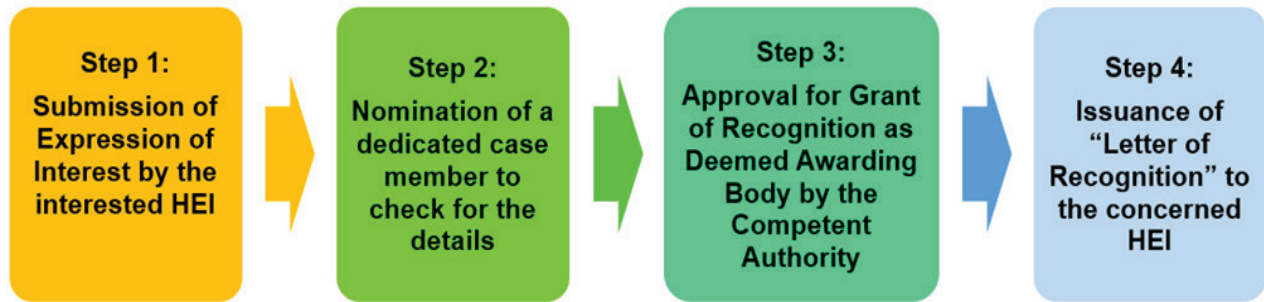 Step 1:
Submission of
Expression of
Interest by the
interested HEI
Step 2:
Nomination of a
dedicated case
member to
check for the
details
Step 3:
Approval for Grant
of Recognition as
Deemed Awarding
Body by the
Competent
Authority
Step 4:
Issuance of
“Letter of
Recognition” to
the concerned
HEI